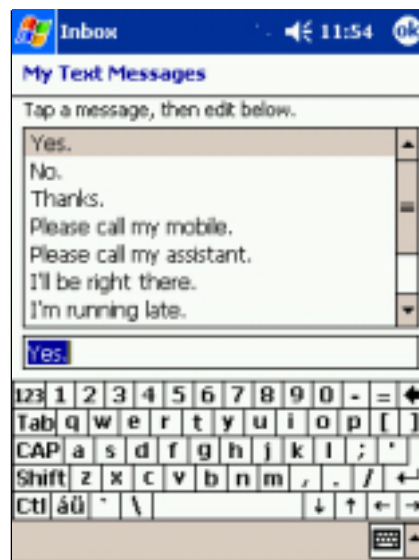 Inbox 11:54 ok
My Text Messages
Tap a message, then edit below.
Yes.
No.
Thanks.
Please call my mobile.
Please call my assistant.
I'll be right there.
I'm running late.
Yes.
123 1 2 3 4 5 6 7 8 9 0 - =
Tab q w e r t y u i o p [ ]
CAP a s d f g h j k l ; '
Shift z x c v b n m , . /
Ctl áü ` \